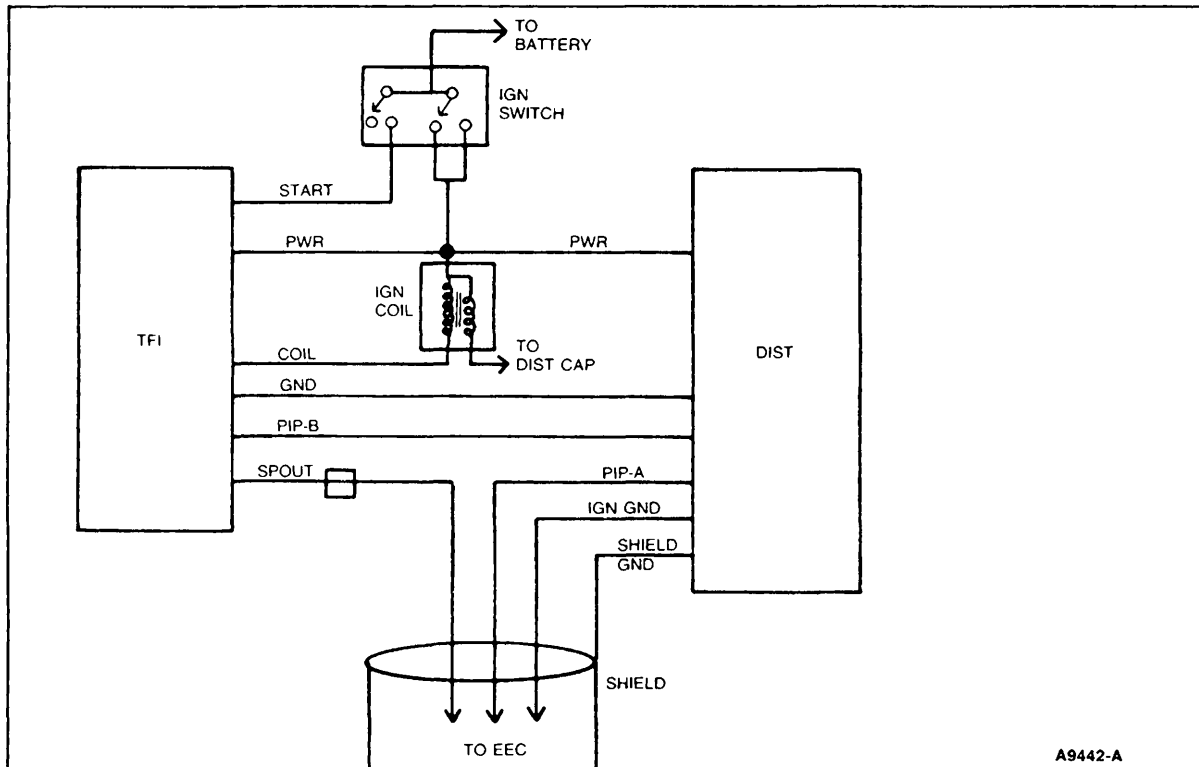 TO
BATTERY
IGN
SWITCH
START
PWR
PWR
IGN
COIL
TFI
DIST
COIL
TO
DIST CAP
GND
PIP-B
SPOUT
PIP-A
IGN GND
SHIELD
GND
SHIELD
TO EEC
A9442-A